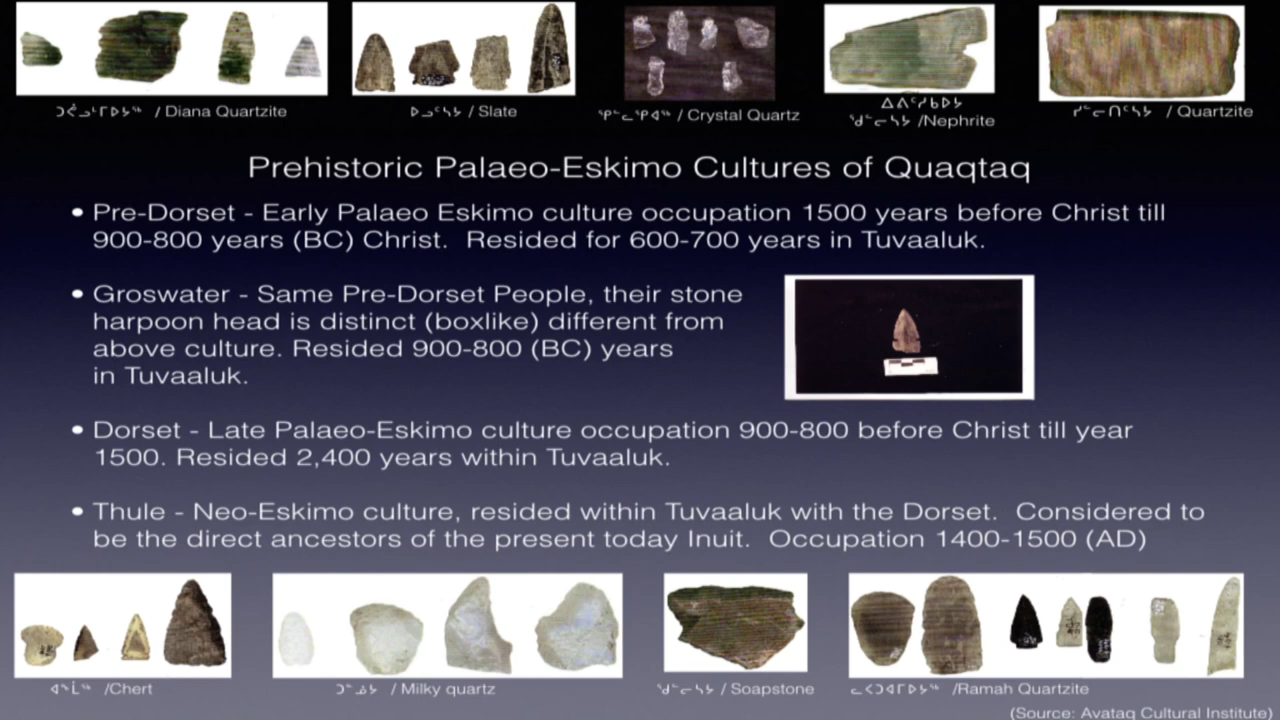 / Diana Quartzite
ᐅᓗᒃᓴᔭ / Slate
/ Crystal Quartz
/Nephrite
/ Quartzite
Prehistoric Palaeo-Eskimo Cultures of Quaqtaq
• Pre-Dorset - Early Palaeo Eskimo culture occupation 1500 years before Christ till
900-800 years (BC) Christ. Resided for 600-700 years in Tuvaaluk.
• Groswater - Same Pre-Dorset People, their stone
harpoon head is distinct (boxlike) different from
above culture. Resided 900-800 (BC) years
in Tuvaaluk.
• Dorset - Late Palaeo-Eskimo culture occupation 900-800 before Christ till year
1500. Resided 2,400 years within Tuvaaluk.
• Thule - Neo-Eskimo culture, resided within Tuvaaluk with the Dorset. Considered to
be the direct ancestors of the present today Inuit. Occupation 1400-1500 (AD)
/Chert
/ Milky quartz
/ Soapstone
/Ramah Quartzite
(Source: Avataq Cultural Institute)